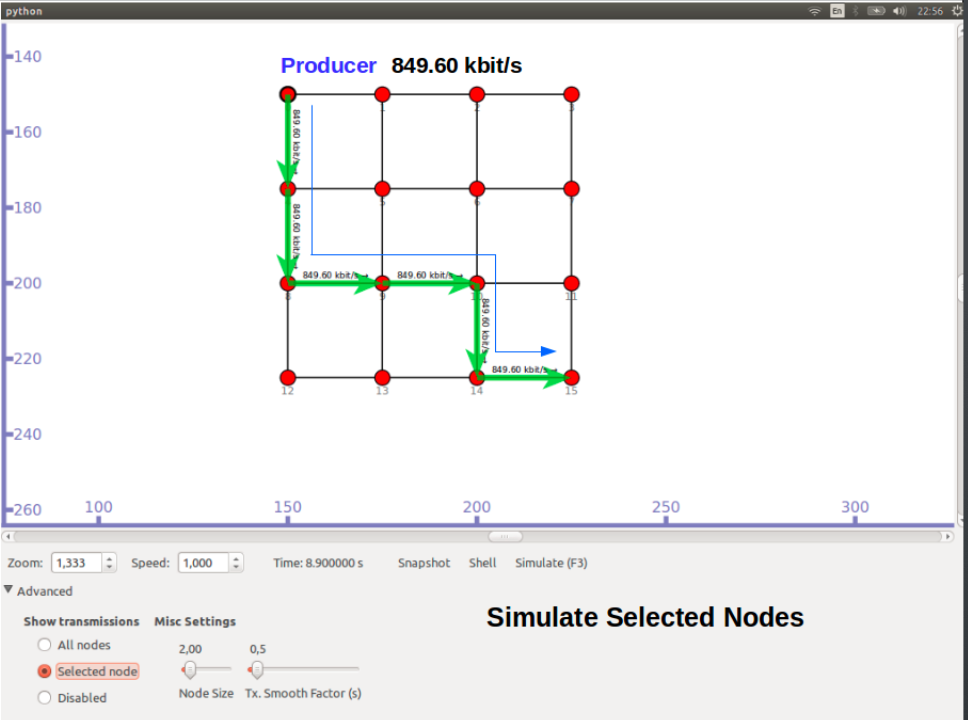 python
En
22:56
140
Producer 849.60 kbit/s
1
2
3
849.60 kbit/s
160
5
6
7
180
849.60 kbit/s
849.60 kbit/s
849.60 kbit/s
200
8
9
10
11
849.60 kbit/s
220
849.60 kbit/s
12
13
14
15
240
260
100
150
200
250
300
Zoom: 1,333 Speed: 1,000 Time: 8.900000 s Snapshot Shell Simulate (F3)
Advanced
Simulate Selected Nodes
Show transmissions Misc Settings
All nodes
2,00 0,5
Selected node
Node Size Tx. Smooth Factor (s)
Disabled